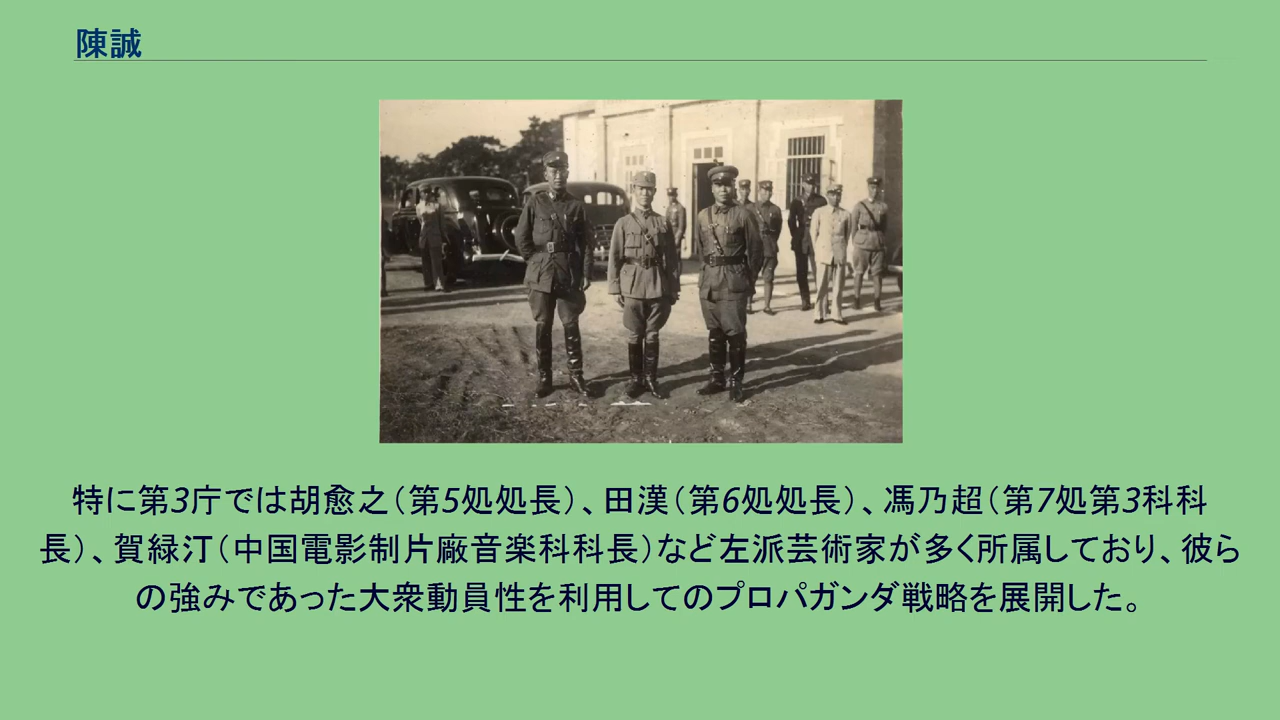 陳誠
特に第3庁では胡愈之（第5処処長）、田漢（第6処処長）、馮乃超（第7処第3科科
長）、賀緑汀（中国電影制片廠音楽科科長）など左派芸術家が多く所属しており、彼ら
の強みであった大衆動員性を利用してのプロパガンダ戦略を展開した。